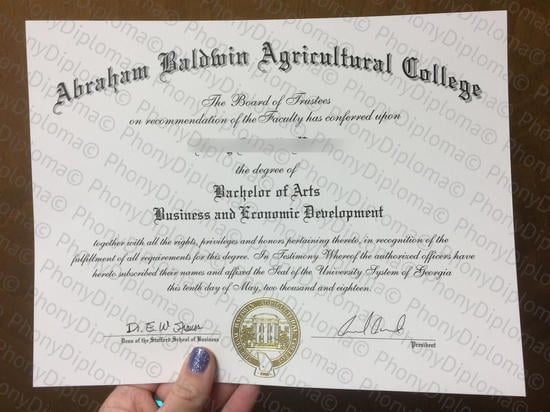 Abraham Baldwin Agricultural College
The Board of Trustees
on recommendation of the Faculty has conferred upon
the degree of
Bachelor of Arts
Business and Economic Development
together with all the rights, privileges and honors pertaining thereto, in recognition of the
fulfillment of all requirements for this degree. In Testimony Whereof the authorized officers have
hereto subscribed their names and affixed the Seal of the University System of Georgia
this tenth day of May, two thousand and eighteen.
Dr. E. W.
Dean of the Stafford School of Business
President
PhonyDiploma©